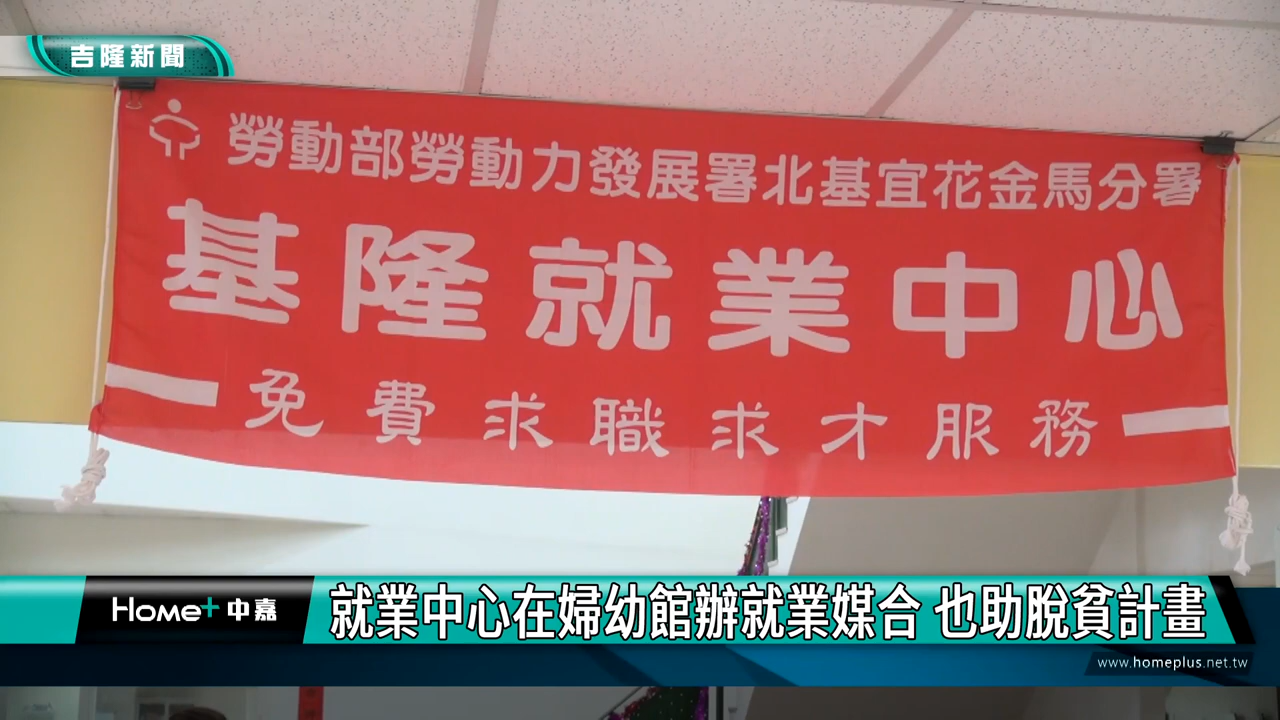 吉隆新聞
勞動部勞動力發展署北基宜花金馬分署
基隆就業中心
免費求職求才服務
Home+中嘉
就業中心在婦幼館辦就業媒合 也助脫貧計畫
www.homeplus.net.tw